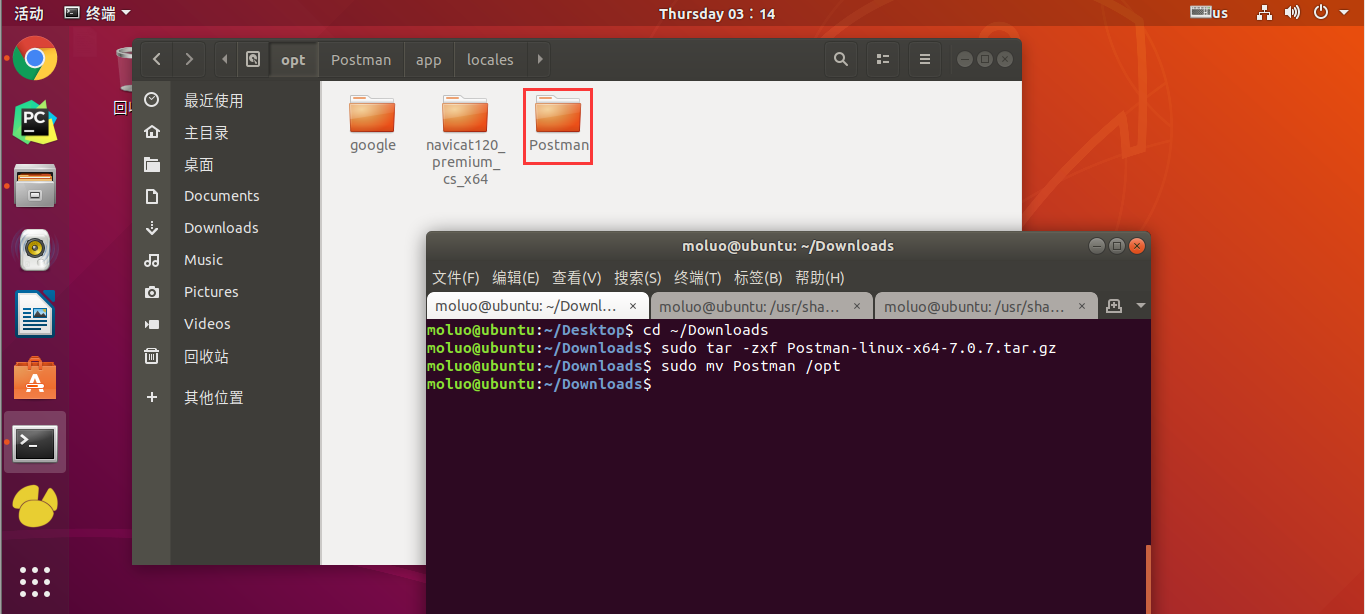 活动 终端 Thursday 03：14 us
回
opt Postman app locales
最近使用
主目录
桌面
Documents
Downloads
Music
Pictures
Videos
回收站
其他位置
google
navicat120_
premium_
cs_x64
Postman
moluo@ubuntu: ~/Downloads
文件(F) 编辑(E) 查看(V) 搜索(S) 终端(T) 标签(B) 帮助(H)
moluo@ubuntu: ~/Downl... moluo@ubuntu: /usr/sha... moluo@ubuntu: /usr/sha...
moluo@ubuntu:~/Desktop$ cd ~/Downloads
moluo@ubuntu:~/Downloads$ sudo tar -zxf Postman-linux-x64-7.0.7.tar.gz
moluo@ubuntu:~/Downloads$ sudo mv Postman /opt
moluo@ubuntu:~/Downloads$
PC